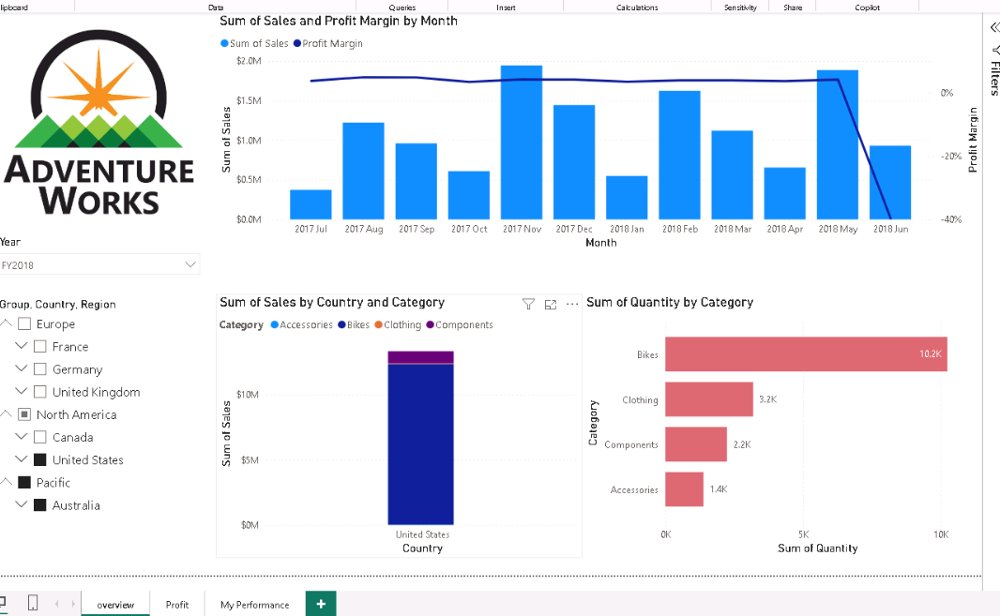 lipboard Data Queries Insert Calculations Sensitivity Share Copilot
ADVENTURE
WORKS
Year
FY2018
Group, Country, Region
Europe
France
Germany
United Kingdom
North America
Canada
United States
Pacific
Australia
Sum of Sales and Profit Margin by Month
Sum of Sales Profit Margin
Sum of Sales
$2.0M
$1.5M
$1.0M
$0.5M
$0.0M
0%
-20%
-40%
Profit Margin
2017 Jul 2017 Aug 2017 Sep 2017 Oct 2017 Nov 2017 Dec 2018 Jan 2018 Feb 2018 Mar 2018 Apr 2018 May 2018 Jun
Month
Filters
Sum of Sales by Country and Category
Category Accessories Bikes Clothing Components
Sum of Sales
$10M
$5M
$0M
United States
Country
Sum of Quantity by Category
Category
Bikes 10.2K
Clothing 3.2K
Components 2.2K
Accessories 1.4K
0K 5K 10K
Sum of Quantity
overview Profit My Performance +